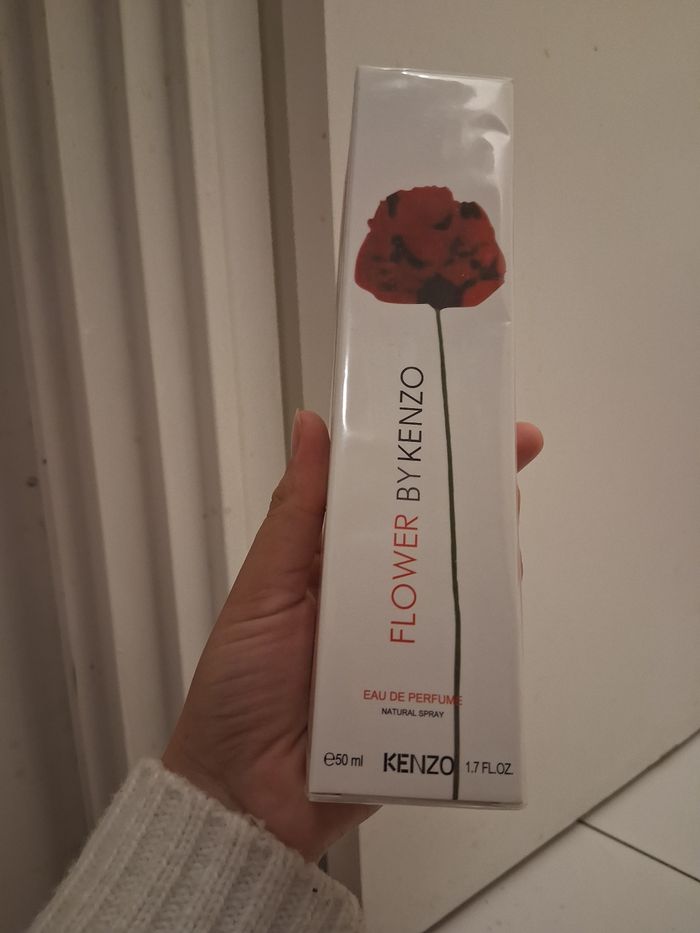 FLOWER BY KENZO
EAU DE PERFUME
NATURAL SPRAY
℮50 ml KENZO 1.7 FL.OZ.